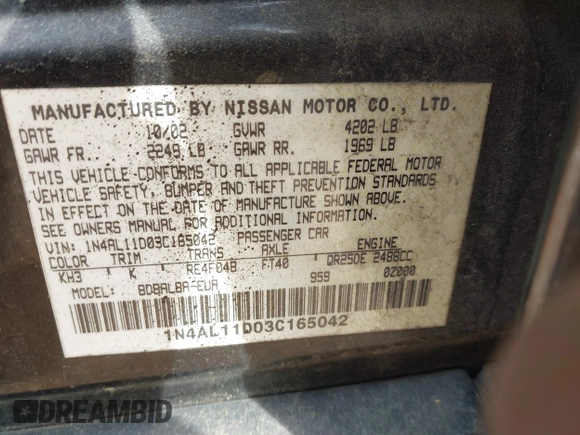 MANUFACTURED BY NISSAN MOTOR CO., LTD.
DATE 10/02 GVWR 4202 LB
GAWR FR.. 2249 LB GAWR RR. 1969 LB
THIS VEHICLE CONFORMS TO ALL APPLICABLE FEDERAL MOTOR
VEHICLE SAFETY, BUMPER AND THEFT PREVENTION STANDARDS
IN EFFECT ON THE DATE OF MANUFACTURE SHOWN ABOVE.
SEE OWNERS MANUAL FOR ADDITIONAL INFORMATION.
VIN: 1N4AL11D03C165042 PASSENGER CAR
COLOR TRIM TRANS AXLE ENGINE
KH3 K RE4F04B FT40 QR25DE 2488CC
MODEL: 959 0Z000
1N4AL11D03C165042
DREAMBID